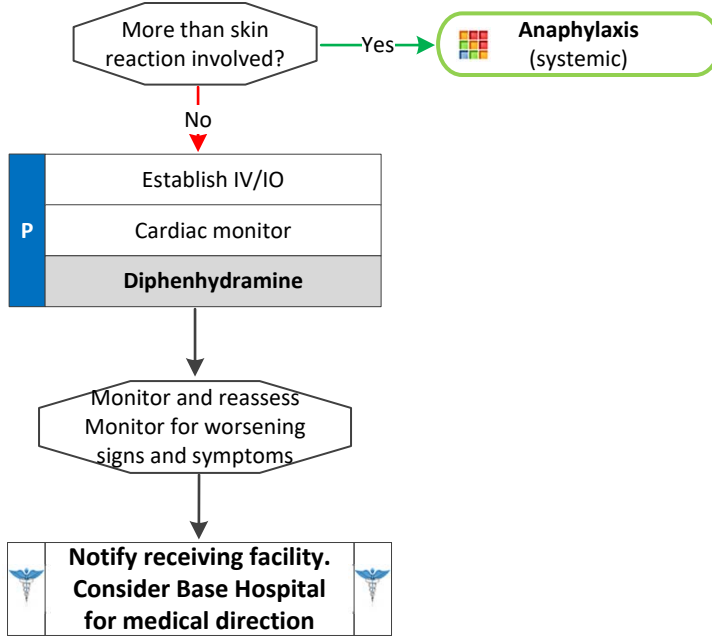 More than skin
reaction involved?
Yes
Anaphylaxis
(systemic)
No
P
Establish IV/IO
Cardiac monitor
Diphenhydramine
Monitor and reassess
Monitor for worsening
signs and symptoms
Notify receiving facility.
Consider Base Hospital
for medical direction